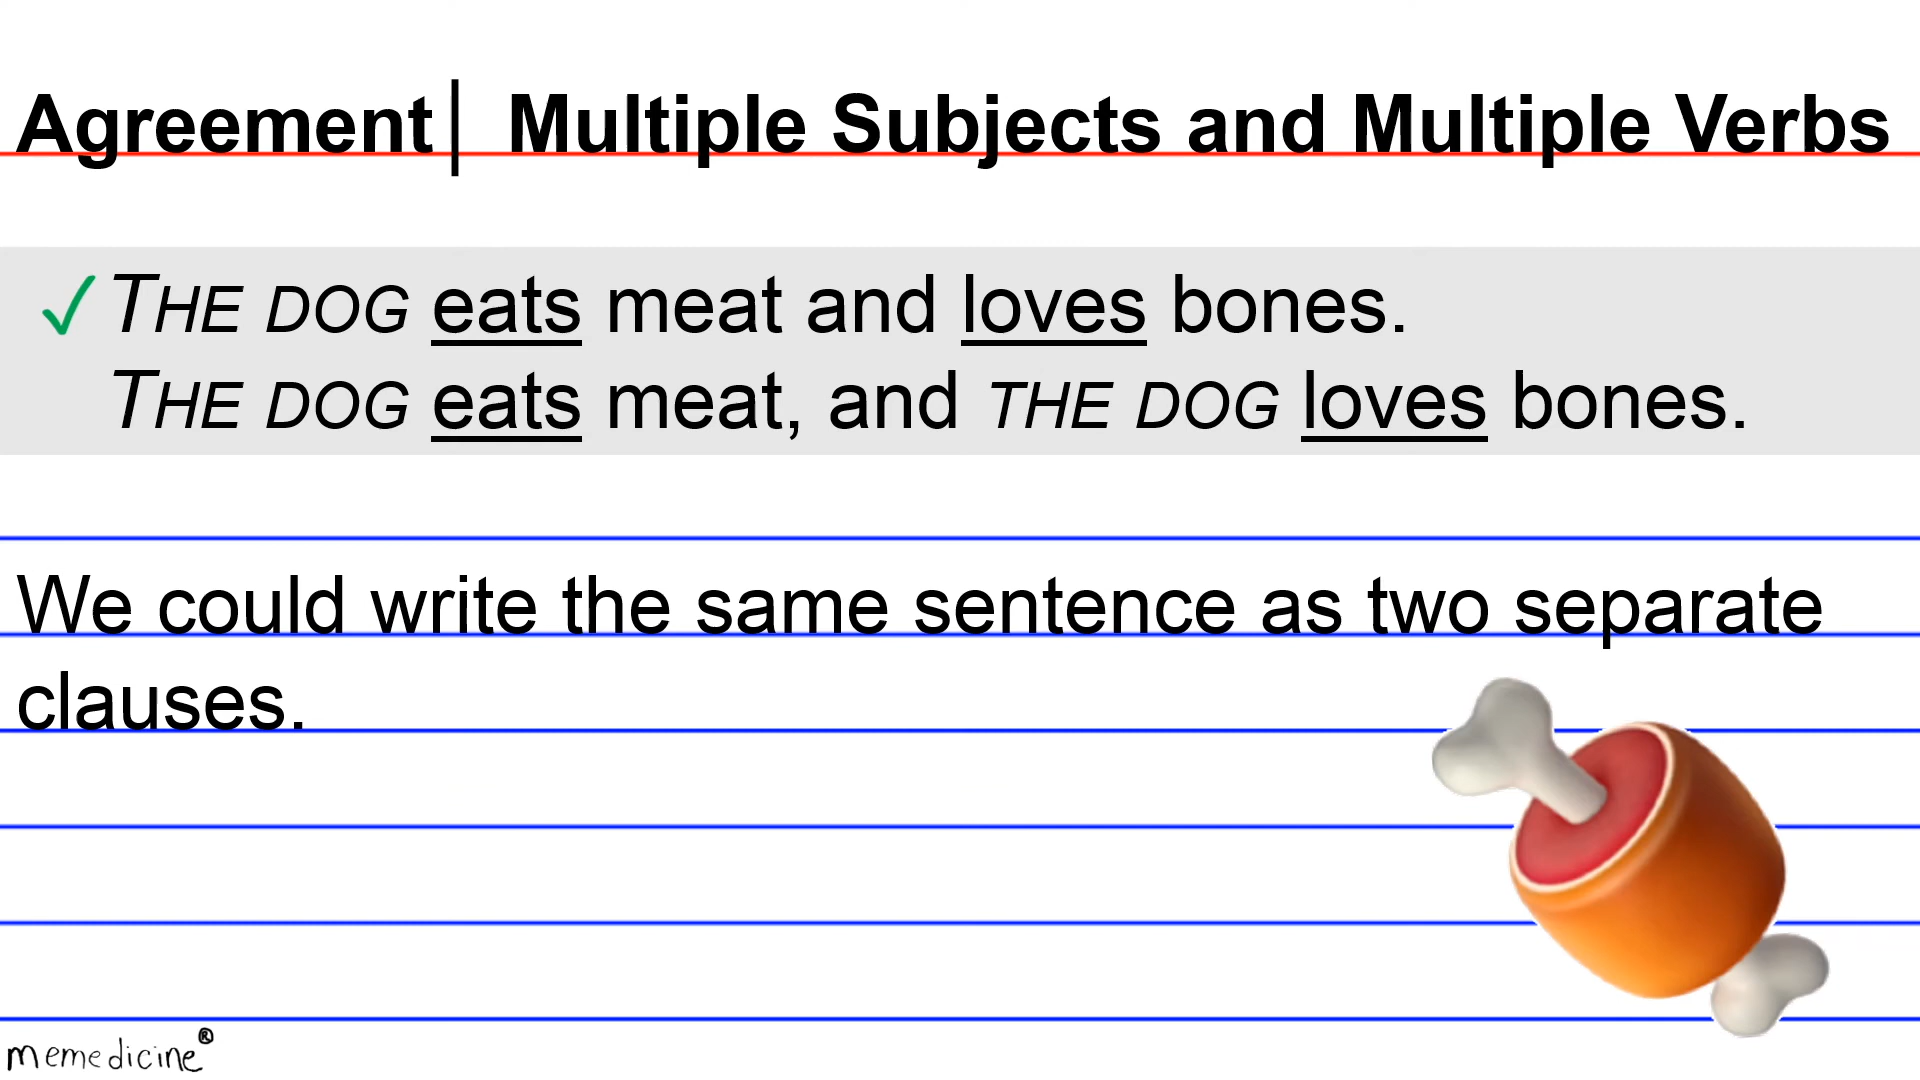 Agreement| Multiple Subjects and Multiple Verbs
✓THE DOG eats meat and loves bones.
THE DOG eats meat, and THE DOG loves bones.
We could write the same sentence as two separate
clauses.
memedicine®